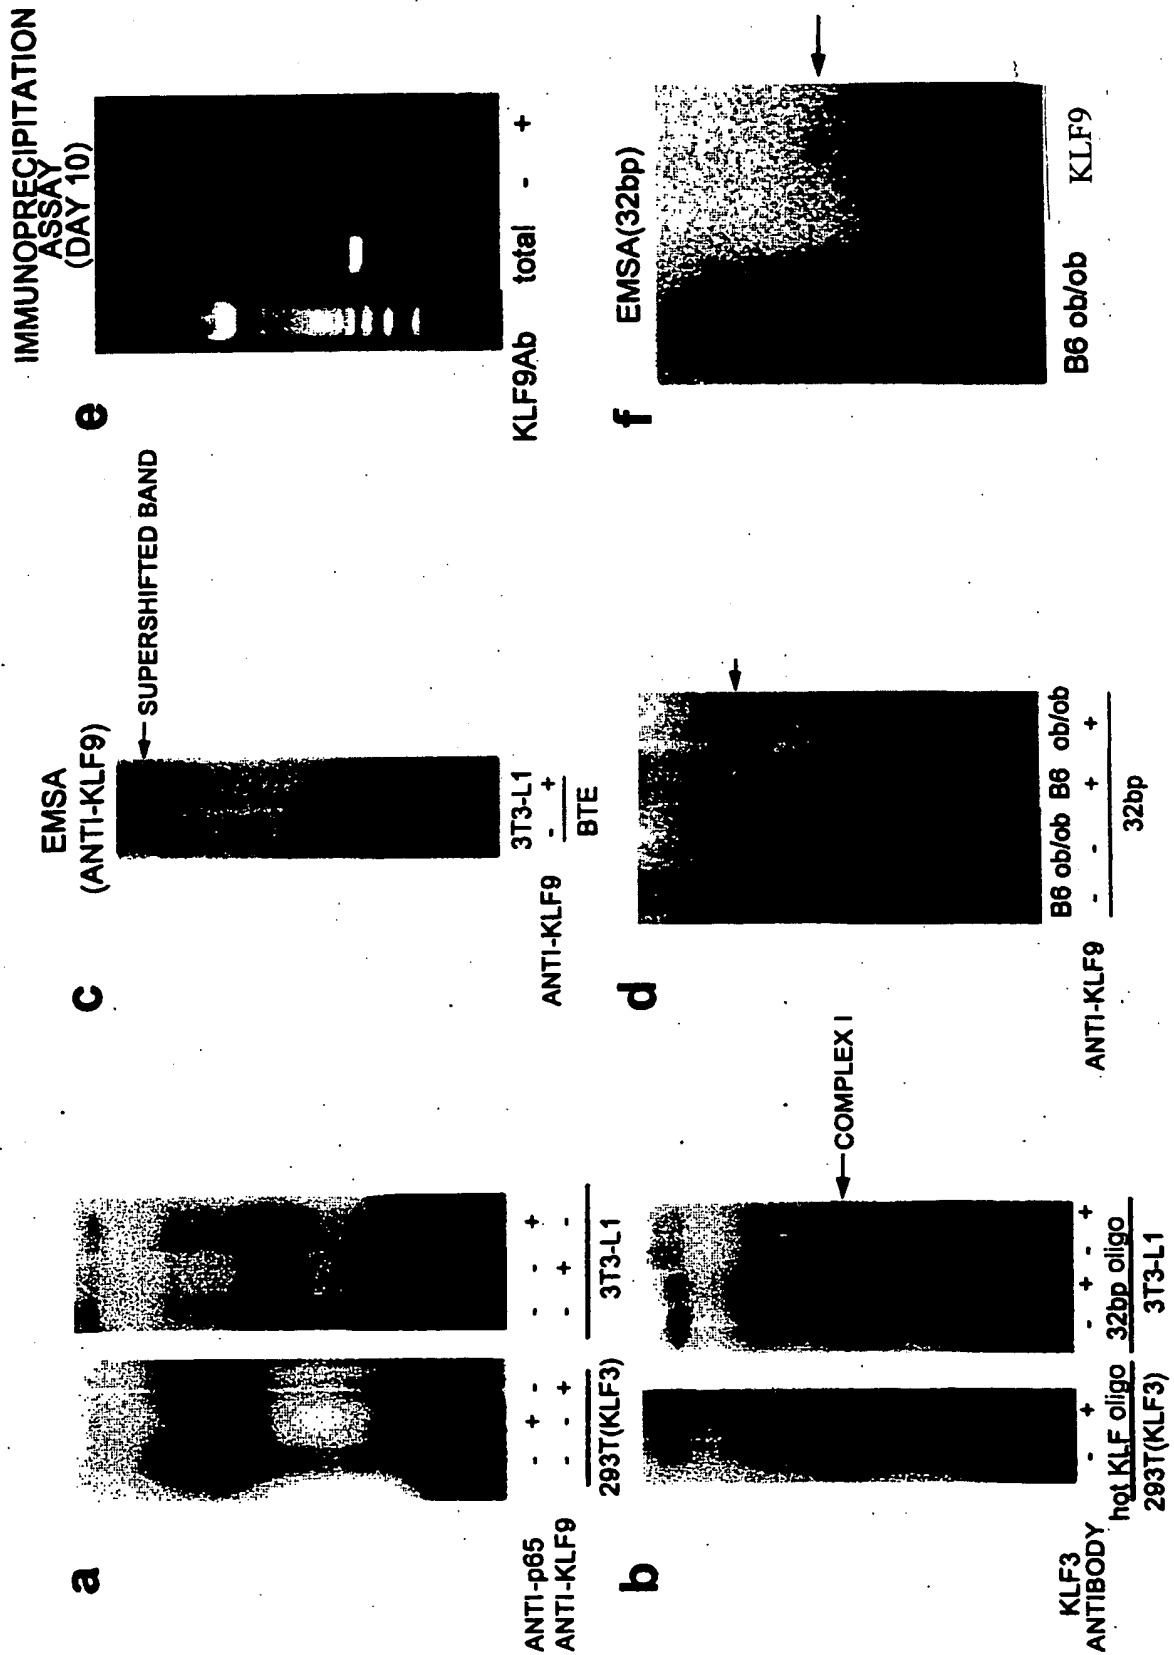 a
ANTI-p65 - + - - - +
ANTI-KLF9 - - + - + -
293T(KLF3) 3T3-L1
b
COMPLEX I
KLF3 ANTIBODY - + - + - +
hot KLF oligo 32bp oligo
293T(KLF3) 3T3-L1
c
EMSA
(ANTI-KLF9)
SUPERSHIFTED BAND
3T3-L1
ANTI-KLF9 - +
BTE
d
B6 ob/ob B6 ob/ob
ANTI-KLF9 - - + +
32bp
e
IMMUNOPRECIPITATION
ASSAY
(DAY 10)
KLF9Ab total - +
f
EMSA(32bp)
B6 ob/ob KLF9